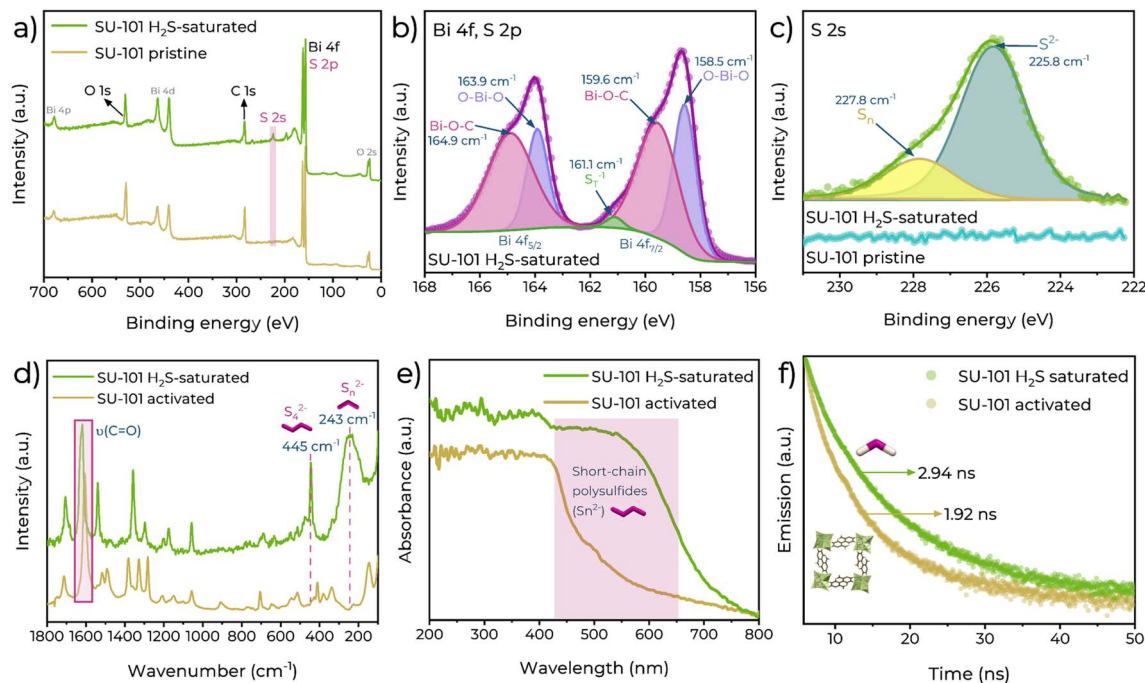 a)
SU-101 H₂S-saturated
SU-101 pristine
Bi 4f
S 2p
Bi 4p
O 1s
Bi 4d
C 1s
S 2s
O 2s
Intensity (a.u.)
700 600 500 400 300 200 100 0
Binding energy (eV)
b)
Bi 4f, S 2p
163.9 cm⁻¹
O-Bi-O
Bi-O-C
164.9 cm⁻¹
159.6 cm⁻¹
Bi-O-C
158.5 cm⁻¹
O-Bi-O
161.1 cm⁻¹
S_T⁻¹
Bi 4f₅/₂
Bi 4f₇/₂
SU-101 H₂S-saturated
Intensity (a.u.)
168 166 164 162 160 158 156
Binding energy (eV)
c)
S 2s
S²⁻
225.8 cm⁻¹
227.8 cm⁻¹
Sₙ
SU-101 H₂S-saturated
SU-101 pristine
Intensity (a.u.)
230 228 226 224 222
Binding energy (eV)
d)
SU-101 H₂S-saturated
SU-101 activated
υ(C=O)
S₄²⁻
445 cm⁻¹
Sₙ²⁻
243 cm⁻¹
Intensity (a.u.)
1800 1600 1400 1200 1000 800 600 400 200
Wavenumber (cm⁻¹)
e)
SU-101 H₂S-saturated
SU-101 activated
Short-chain
polysulfides
(Sn²⁻)
Absorbance (a.u.)
200 300 400 500 600 700 800
Wavelength (nm)
f)
SU-101 H₂S saturated
SU-101 activated
2.94 ns
1.92 ns
Emission (a.u.)
10 20 30 40 50
Time (ns)